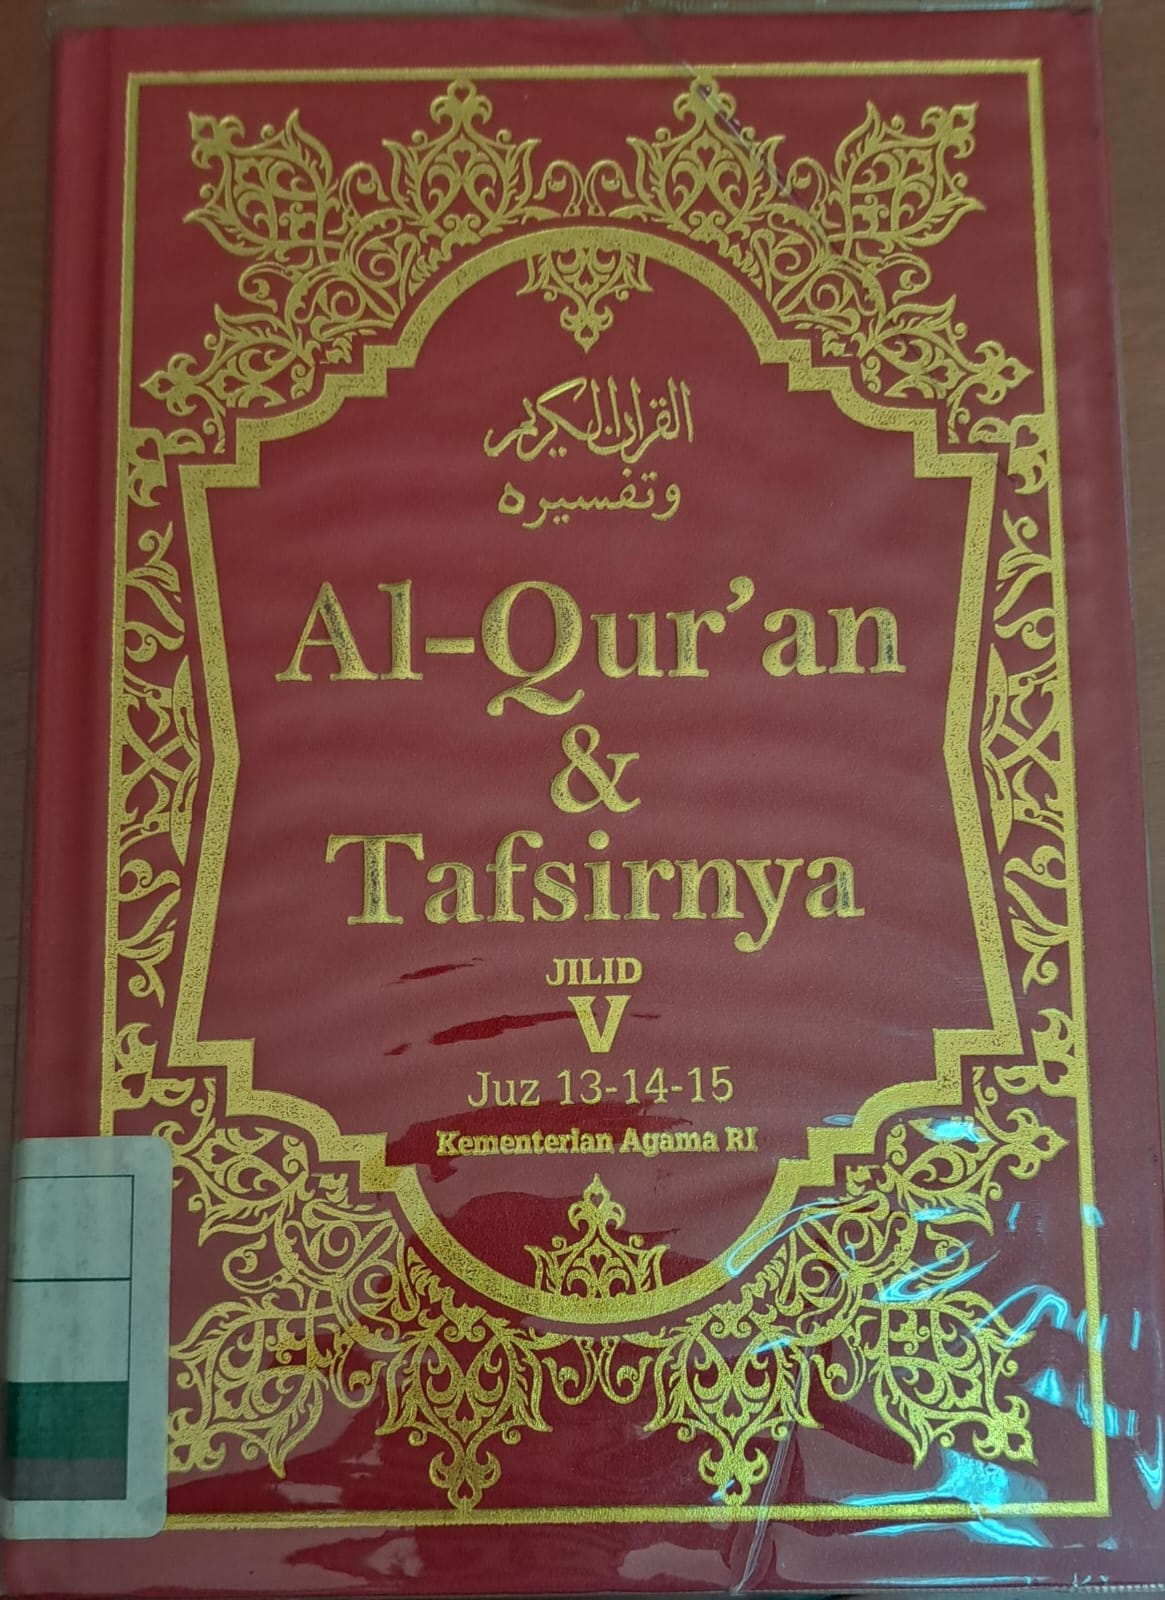 القرآن الكريم
وتفسيره
Al-Qur'an
&
Tafsirnya
JILID
V
Juz 13-14-15
Kementerian Agama RI